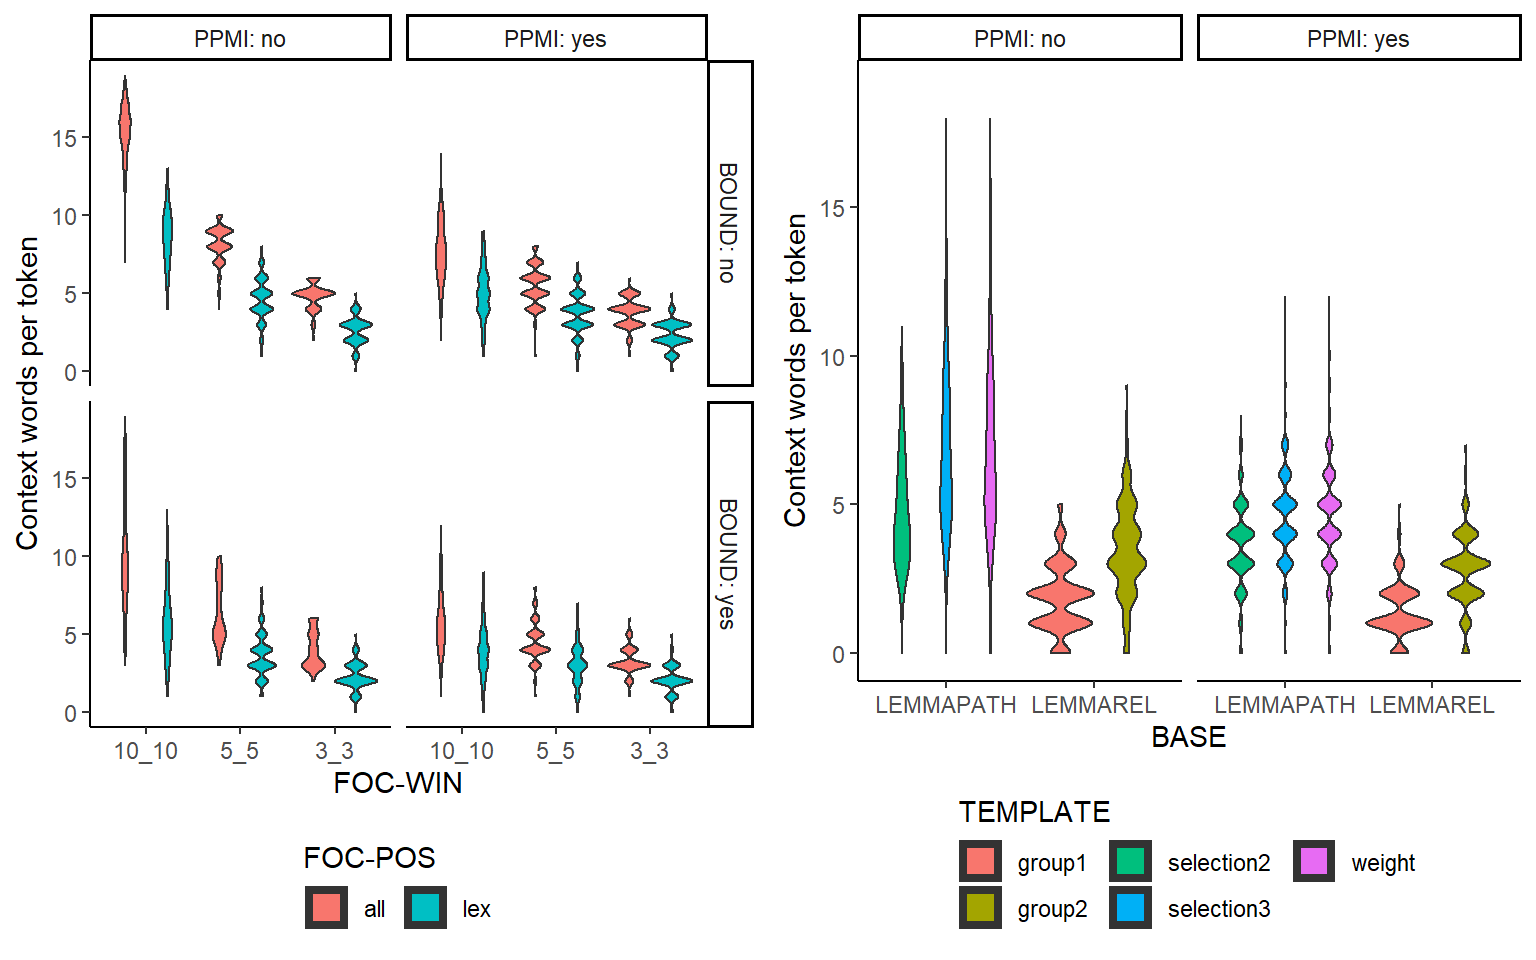 PPMI: no
PPMI: yes
BOUND: no
BOUND: yes
Context words per token
15
10
5
0
15
10
5
0
10_10
5_5
3_3
10_10
5_5
3_3
FOC-WIN
FOC-POS
all
lex
PPMI: no
PPMI: yes
Context words per token
15
10
5
0
LEMMAPATH
LEMMAREL
LEMMAPATH
LEMMAREL
BASE
TEMPLATE
group1
selection2
weight
group2
selection3